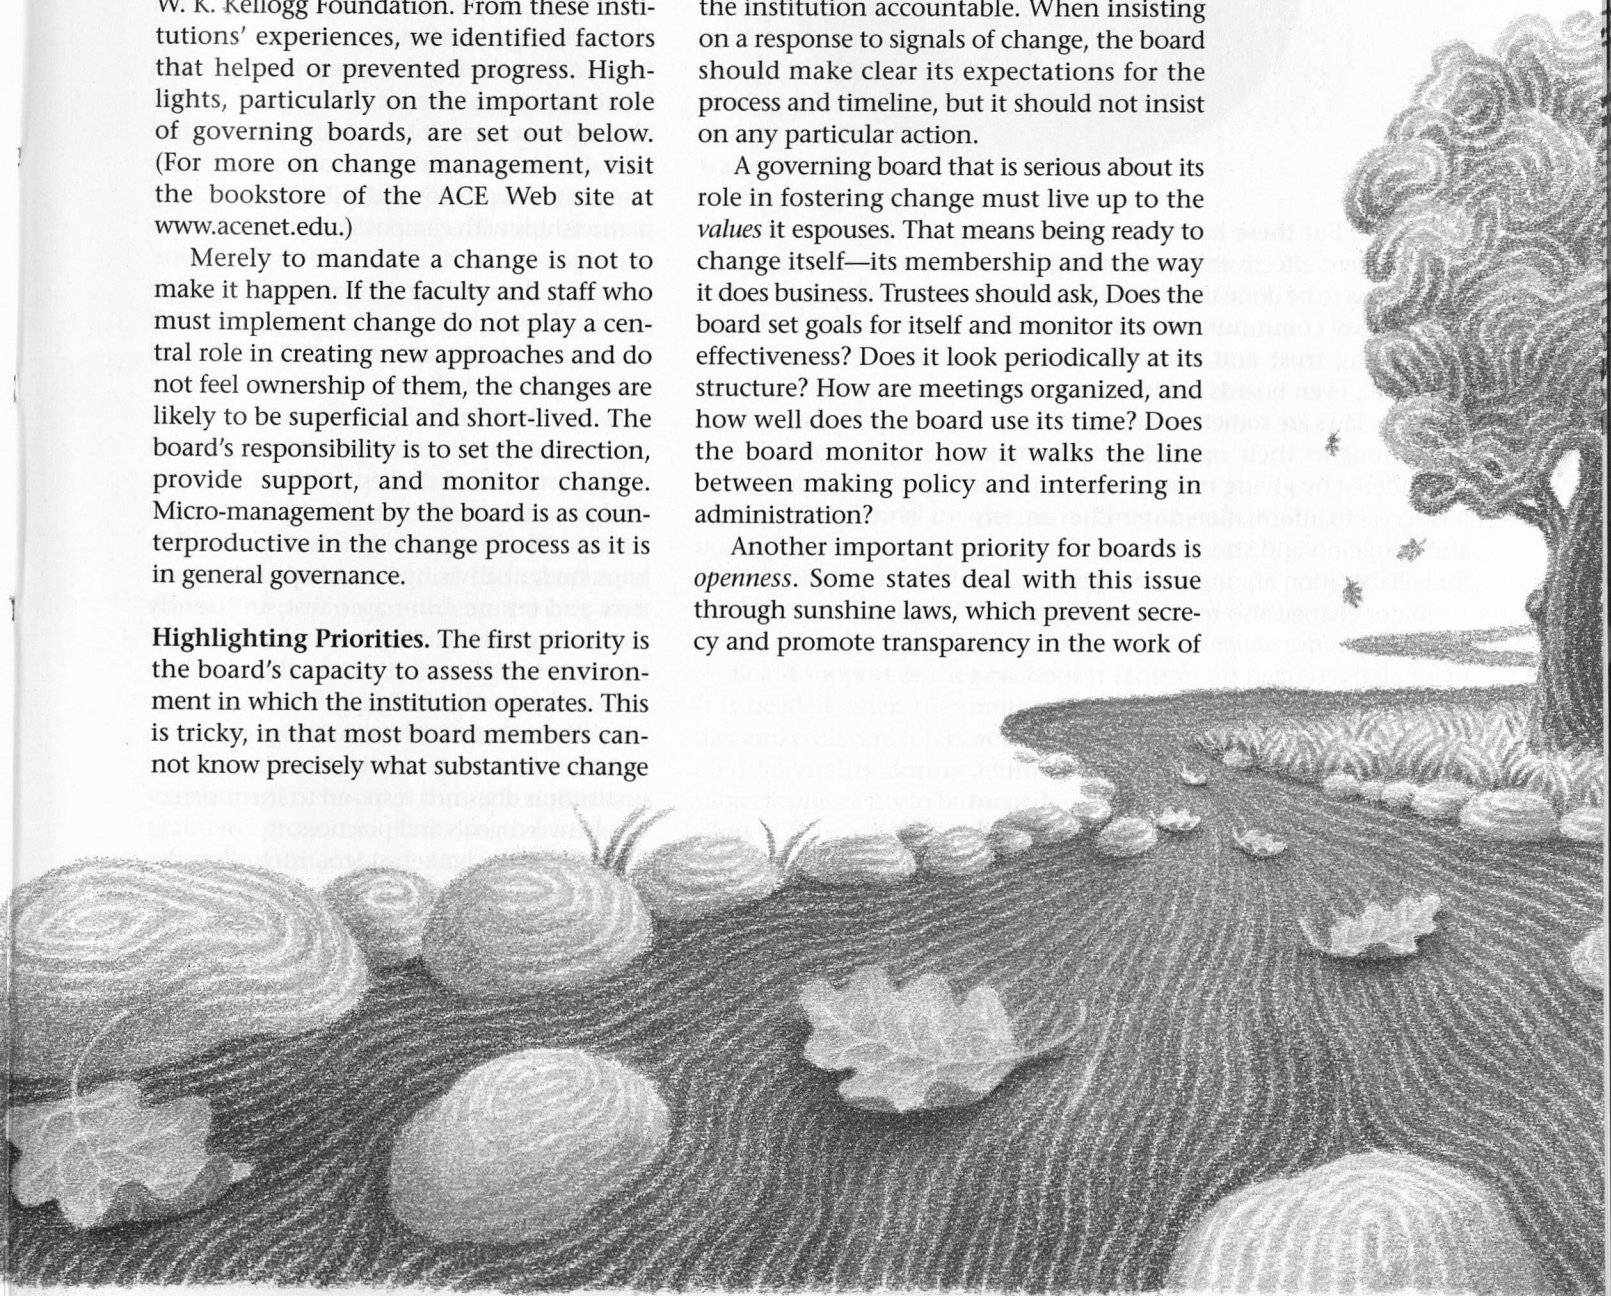 W. K. Kellogg Foundation. From these insti-
tutions' experiences, we identified factors
that helped or prevented progress. High-
lights, particularly on the important role
of governing boards, are set out below.
(For more on change management, visit
the bookstore of the ACE Web site at
www.acenet.edu.)
Merely to mandate a change is not to
make it happen. If the faculty and staff who
must implement change do not play a cen-
tral role in creating new approaches and do
not feel ownership of them, the changes are
likely to be superficial and short-lived. The
board's responsibility is to set the direction,
provide support, and monitor change.
Micro-management by the board is as coun-
terproductive in the change process as it is
in general governance.
Highlighting Priorities. The first priority is
the board's capacity to assess the environ-
ment in which the institution operates. This
is tricky, in that most board members can-
not know precisely what substantive change
the institution accountable. When insisting
on a response to signals of change, the board
should make clear its expectations for the
process and timeline, but it should not insist
on any particular action.
A governing board that is serious about its
role in fostering change must live up to the
values it espouses. That means being ready to
change itself—its membership and the way
it does business. Trustees should ask, Does the
board set goals for itself and monitor its own
effectiveness? Does it look periodically at its
structure? How are meetings organized, and
how well does the board use its time? Does
the board monitor how it walks the line
between making policy and interfering in
administration?
Another important priority for boards is
openness. Some states deal with this issue
through sunshine laws, which prevent secre-
cy and promote transparency in the work of